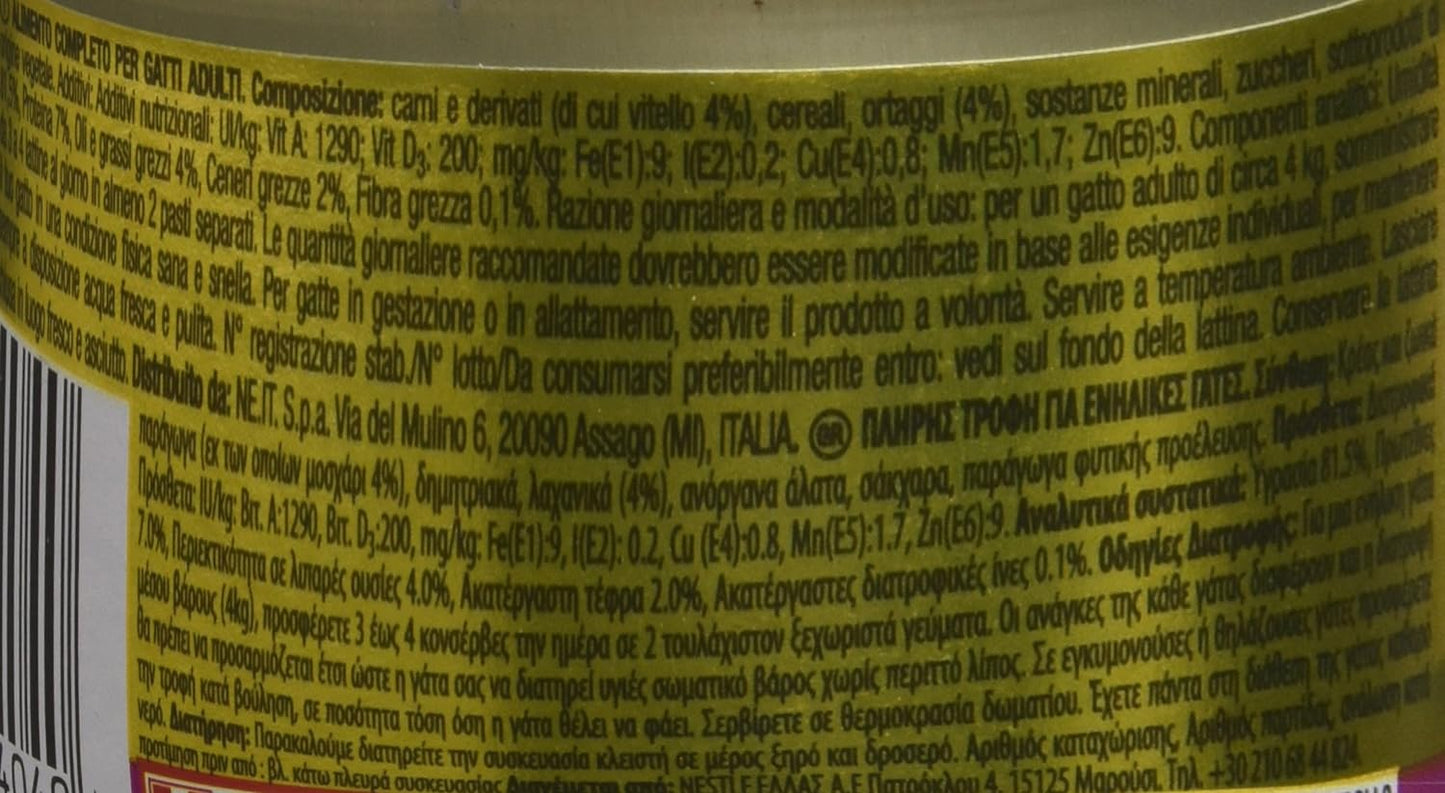 ALIMENTO COMPLETO PER GATTI ADULTI. Composizione: carni e derivati (di cui vitello 4%), cereali, ortaggi (4%), sostanze minerali, zuccheri, sottoprodotti
vegetale. Additivi: Additivi nutrizionali: UI/kg: Vit A: 1290; Vit D3: 200; mg/kg: Fe(E1):9; I(E2):0,2; Cu(E4):0,8; Mn(E5):1,7; Zn(E6):9. Componenti analitici: Umidità
Proteina 7%, Oli e grassi grezzi 4%, Ceneri grezze 2%, Fibra grezza 0,1%. Razione giornaliera e modalità d'uso: per un gatto adulto di circa 4 kg, somministrare
4 lattine al giorno in almeno 2 pasti separati. Le quantità giornaliere raccomandate dovrebbero essere modificate in base alle esigenze individuali, per mantenere
gatto in una condizione fisica sana e snella. Per gatte in gestazione o in allattamento, servire il prodotto a volontà. Servire a temperatura ambiente. Lasciare
a disposizione acqua fresca e pulita. N° registrazione stab./N° lotto/Da consumarsi preferibilmente entro: vedi sul fondo della lattina. Conservare la lattina
in luogo fresco e asciutto. Distribuito da: NE.IT. S.p.a. Via del Mulino 6, 20090 Assago (MI), ITALIA. GR ΠΛΗΡΗΣ ΤΡΟΦΗ ΓΙΑ ΕΝΗΛΙΚΕΣ ΓΑΤΕΣ. Σύνθεση: Κρέας και ζωικά
παράγωγα (εκ των οποίων μοσχάρι 4%), δημητριακά, λαχανικά (4%), ανόργανα άλατα, σάκχαρα, παράγωγα φυτικής προέλευσης. Πρόσθετα: Διατροφικά
Πρόσθετα: IU/kg: Βιτ. A:1290, Βιτ. D3:200, mg/kg: Fe(E1):9, I(E2): 0.2, Cu (E4):0.8, Mn(E5):1.7, Zn(E6):9. Αναλυτικά συστατικά: Υγρασία 81.5%, Πρωτεΐνες
7.0%, Περιεκτικότητα σε λιπαρές ουσίες 4.0%, Ακατέργαστη τέφρα 2.0%, Ακατέργαστες διατροφικές ίνες 0.1%. Οδηγίες Διατροφής: Για μια ενήλικη γάτα
μέσου βάρους (4kg), προσφέρετε 3 έως 4 κονσέρβες την ημέρα σε 2 τουλάχιστον ξεχωριστά γεύματα. Οι ανάγκες της κάθε γάτας διαφέρουν και η διατροφή
θα πρέπει να προσαρμόζεται έτσι ώστε η γάτα σας να διατηρεί υγιές σωματικό βάρος χωρίς περιττό λίπος. Σε εγκυμονούσες ή θηλάζουσες γάτες προσφέρετε
την τροφή κατά βούληση, σε ποσότητα τόση όση η γάτα θέλει να φάει. Σερβίρετε σε θερμοκρασία δωματίου. Έχετε πάντα στη διάθεση της γάτας καθαρό
νερό. Διατήρηση: Παρακαλούμε διατηρείτε την συσκευασία κλειστή σε μέρος ξηρό και δροσερό. Αριθμός καταχώρισης, Αριθμός παρτίδας, ανάλωση κατά
προτίμηση πριν από : βλ. κάτω πλευρά συσκευασίας Διανέμεται από: NESTLE ΕΛΛΑΣ Α.Ε Πατρόκλου 4, 15125 Μαρούσι. Τηλ. +30 210 68 44 824.